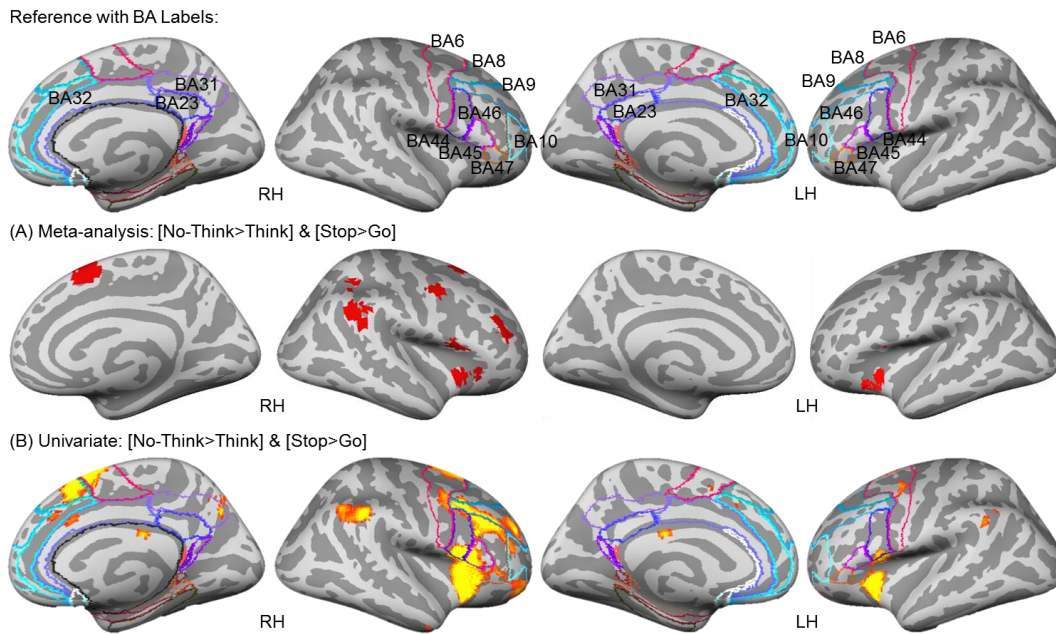 Reference with BA Labels:
BA32 BA31 BA23
BA6 BA8 BA9 BA46 BA44 BA45 BA10 BA47
BA31 BA23 BA32
BA6 BA8 BA9 BA46 BA10 BA44 BA45 BA47
RH LH
(A) Meta-analysis: [No-Think>Think] & [Stop>Go]
RH LH
(B) Univariate: [No-Think>Think] & [Stop>Go]
RH LH